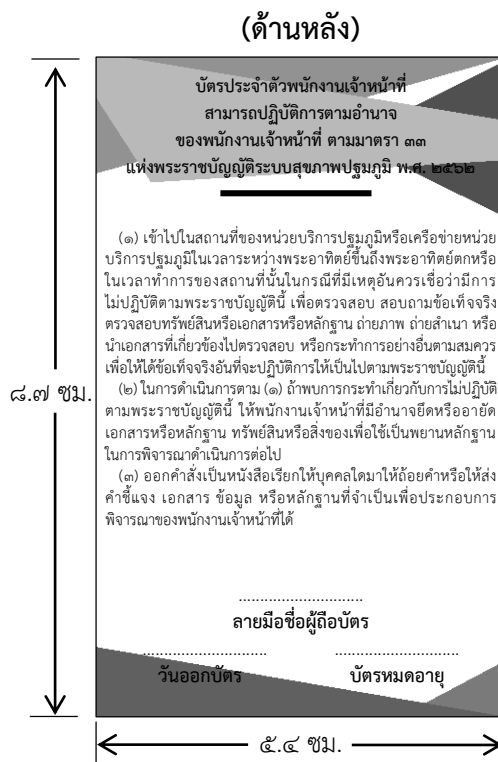 (ด้านหลัง)
บัตรประจำตัวพนักงานเจ้าหน้าที่
สามารถปฏิบัติการตามอำนาจ
ของพนักงานเจ้าหน้าที่ ตามมาตรา ๓๓
แห่งพระราชบัญญัติระบบสุขภาพปฐมภูมิ พ.ศ. ๒๕๖๒
(๑) เข้าไปในสถานที่ของหน่วยบริการปฐมภูมิหรือเครือข่ายหน่วย
บริการปฐมภูมิในเวลาระหว่างพระอาทิตย์ขึ้นถึงพระอาทิตย์ตกหรือ
ในเวลาทำการของสถานที่นั้นในกรณีที่มีเหตุอันควรเชื่อว่ามีการ
ไม่ปฏิบัติตามพระราชบัญญัตินี้ เพื่อตรวจสอบ สอบถามข้อเท็จจริง
ตรวจสอบทรัพย์สินหรือเอกสารหรือหลักฐาน ถ่ายภาพ ถ่ายสำเนา หรือ
นำเอกสารที่เกี่ยวข้องไปตรวจสอบ หรือกระทำการอย่างอื่นตามสมควร
เพื่อให้ได้ข้อเท็จจริงอันที่จะปฏิบัติการให้เป็นไปตามพระราชบัญญัตินี้
(๒) ในการดำเนินการตาม (๑) ถ้าพบการกระทำเกี่ยวกับการไม่ปฏิบัติ
ตามพระราชบัญญัตินี้ ให้พนักงานเจ้าหน้าที่มีอำนาจยึดหรืออายัด
เอกสารหรือหลักฐาน ทรัพย์สินหรือสิ่งของเพื่อใช้เป็นพยานหลักฐาน
ในการพิจารณาดำเนินการต่อไป
(๓) ออกคำสั่งเป็นหนังสือเรียกให้บุคคลใดมาให้ถ้อยคำหรือให้ส่ง
คำชี้แจง เอกสาร ข้อมูล หรือหลักฐานที่จำเป็นเพื่อประกอบการ
พิจารณาของพนักงานเจ้าหน้าที่ได้
๘.๗ ซม.
............................
ลายมือชื่อผู้ถือบัตร
............................ ............................
วันออกบัตร บัตรหมดอายุ
๕.๔ ซม.